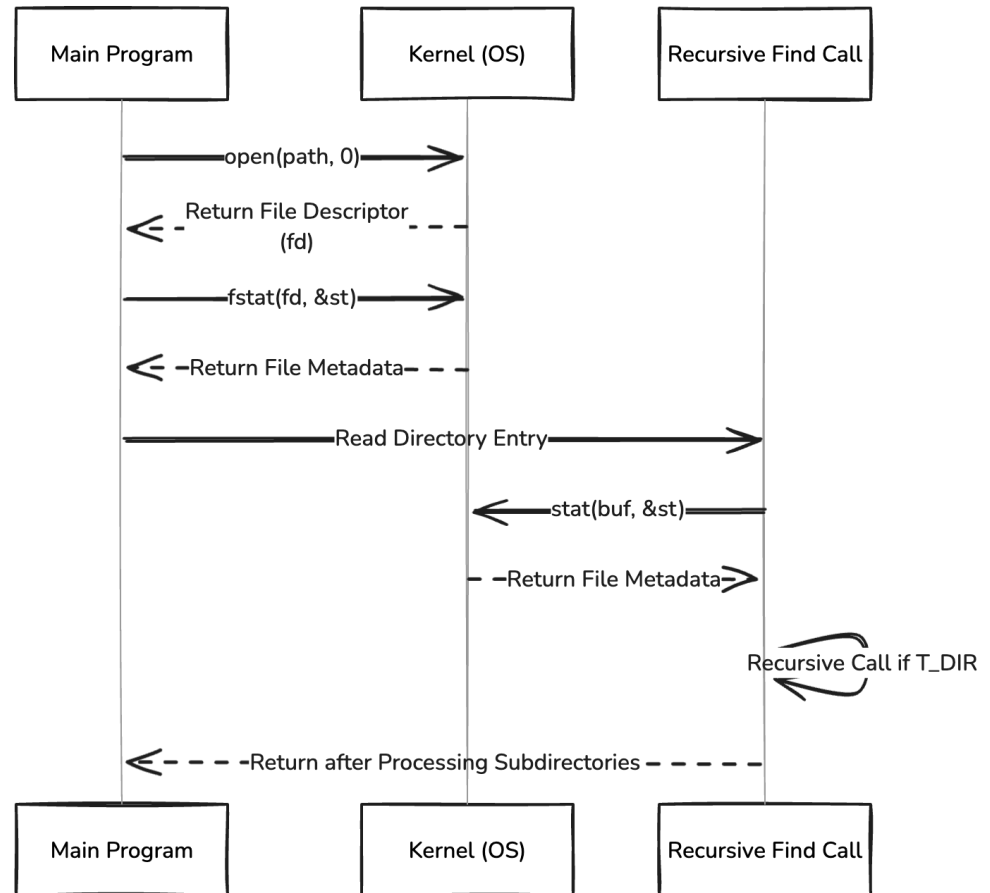 Main Program
Kernel (OS)
Recursive Find Call
open(path, 0)
Return File Descriptor
(fd)
fstat(fd, &st)
Return File Metadata
Read Directory Entry
stat(buf, &st)
Return File Metadata
Recursive Call if T_DIR
Return after Processing Subdirectories
Main Program
Kernel (OS)
Recursive Find Call